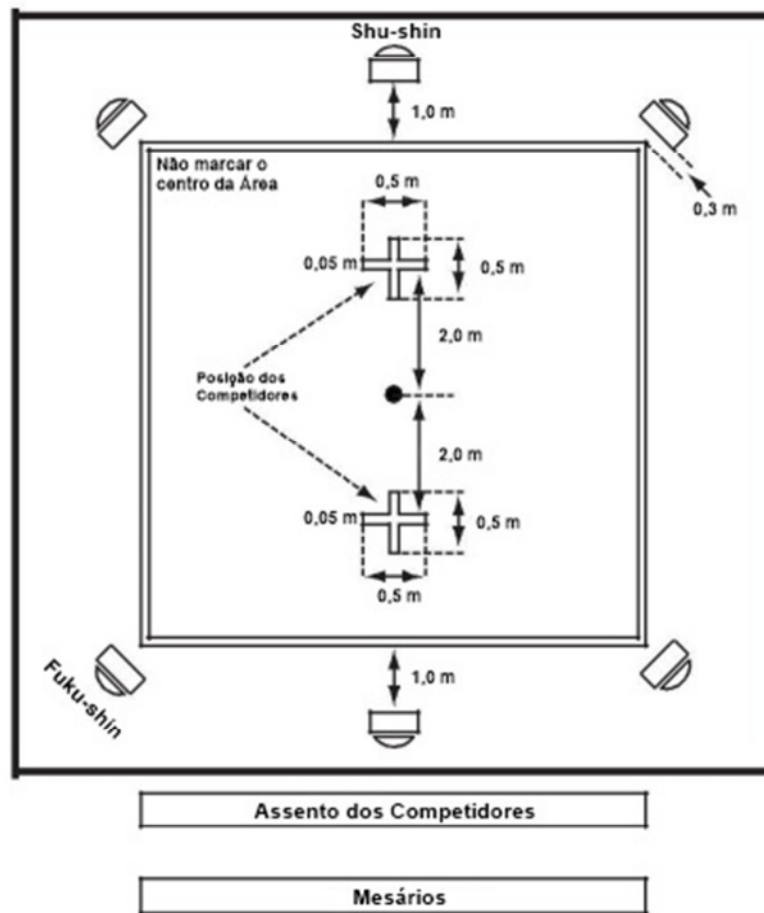 Shu-shin
1,0 m
Não marcar o
centro da Área
0,5 m
0,3 m
0,05 m
0,5 m
2,0 m
Posição dos
Competidores
2,0 m
0,05 m
0,5 m
0,5 m
1,0 m
Fuku-shin
Assento dos Competidores
Mesários